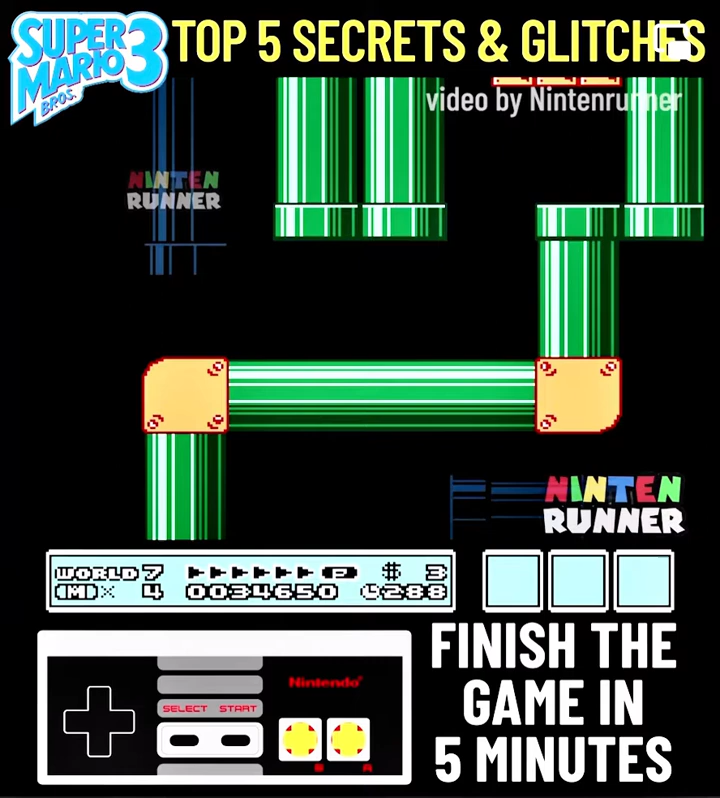 SUPER MARIO BROS. 3
TOP 5 SECRETS & GLITCHES
video by Nintenrunner
NINTEN
RUNNER
NINTEN
RUNNER
WORLD 7 P $ 3
(M)× 4 0034650 288
Nintendo
SELECT START
B A
FINISH THE
GAME IN
5 MINUTES